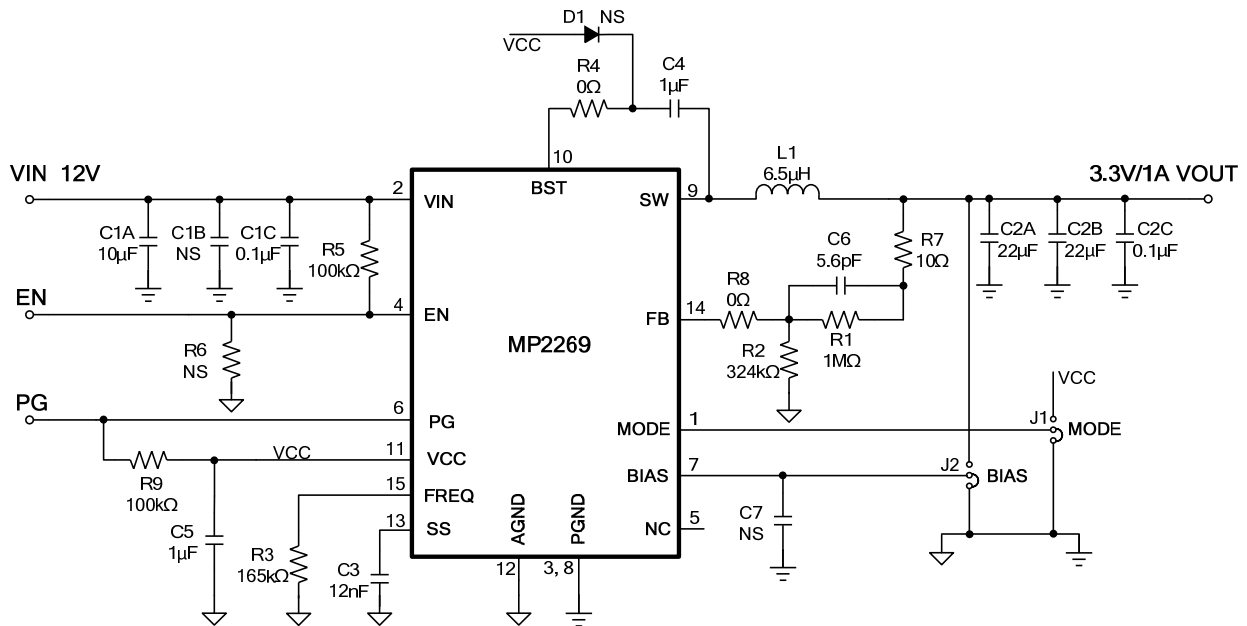 D1 NS
VCC
R4
0Ω
C4
1µF
10
BST
VIN 12V
2
VIN
SW
9
L1
6.5µH
3.3V/1A VOUT
C1A
10µF
C1B
NS
C1C
0.1µF
R5
100kΩ
C6
5.6pF
R7
10Ω
C2A
22µF
C2B
22µF
C2C
0.1µF
EN
4
EN
R8
0Ω
FB
14
R1
1MΩ
R2
324kΩ
MP2269
R6
NS
VCC
PG
6
PG
MODE
1
J1
MODE
11
VCC
VCC
R9
100kΩ
BIAS
7
J2
BIAS
15
FREQ
13
SS
AGND
PGND
NC
5
C7
NS
C5
1µF
R3
165kΩ
C3
12nF
12
3, 8